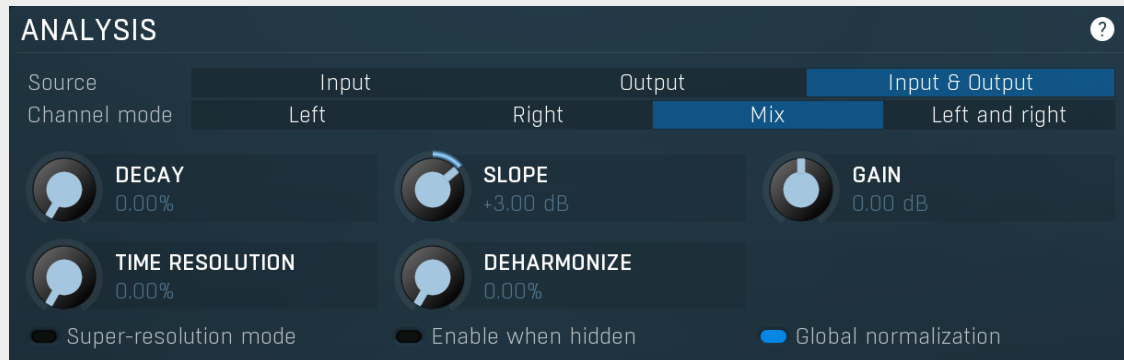 ANALYSIS ?
Source Input Output Input & Output
Channel mode Left Right Mix Left and right
DECAY SLOPE GAIN
0.00% +3.00 dB 0.00 dB
TIME RESOLUTION DEHARMONIZE
0.00% 0.00%
Super-resolution mode Enable when hidden Global normalization